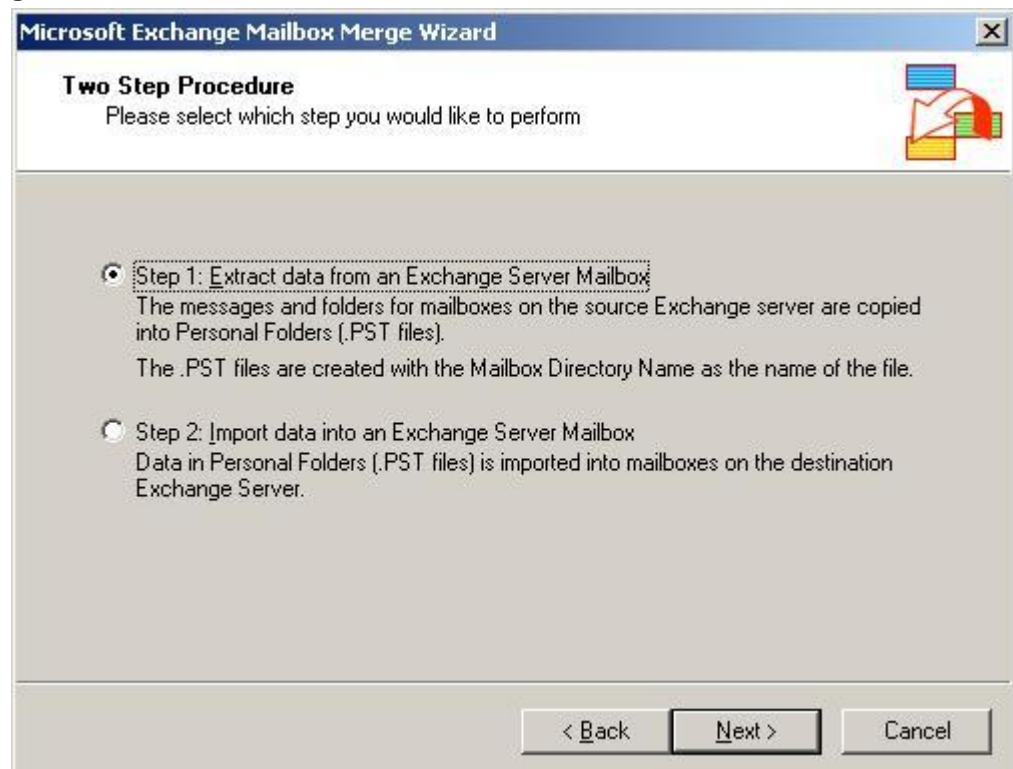 Microsoft Exchange Mailbox Merge Wizard
Two Step Procedure
Please select which step you would like to perform
Step 1: Extract data from an Exchange Server Mailbox
The messages and folders for mailboxes on the source Exchange server are copied
into Personal Folders (.PST files).
The .PST files are created with the Mailbox Directory Name as the name of the file.
Step 2: Import data into an Exchange Server Mailbox
Data in Personal Folders (.PST files) is imported into mailboxes on the destination
Exchange Server.
< Back
Next >
Cancel